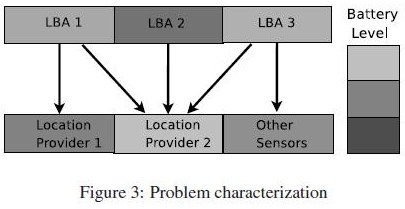 LBA 1 LBA 2 LBA 3
Battery
Level
Location
Provider 1
Location
Provider 2
Other
Sensors
Figure 3: Problem characterization